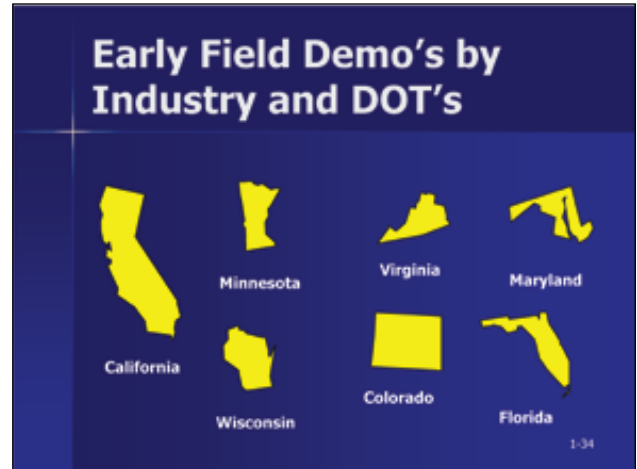 Early Field Demo's by
Industry and DOT's
Minnesota
Virginia
Maryland
California
Wisconsin
Colorado
Florida
1-34